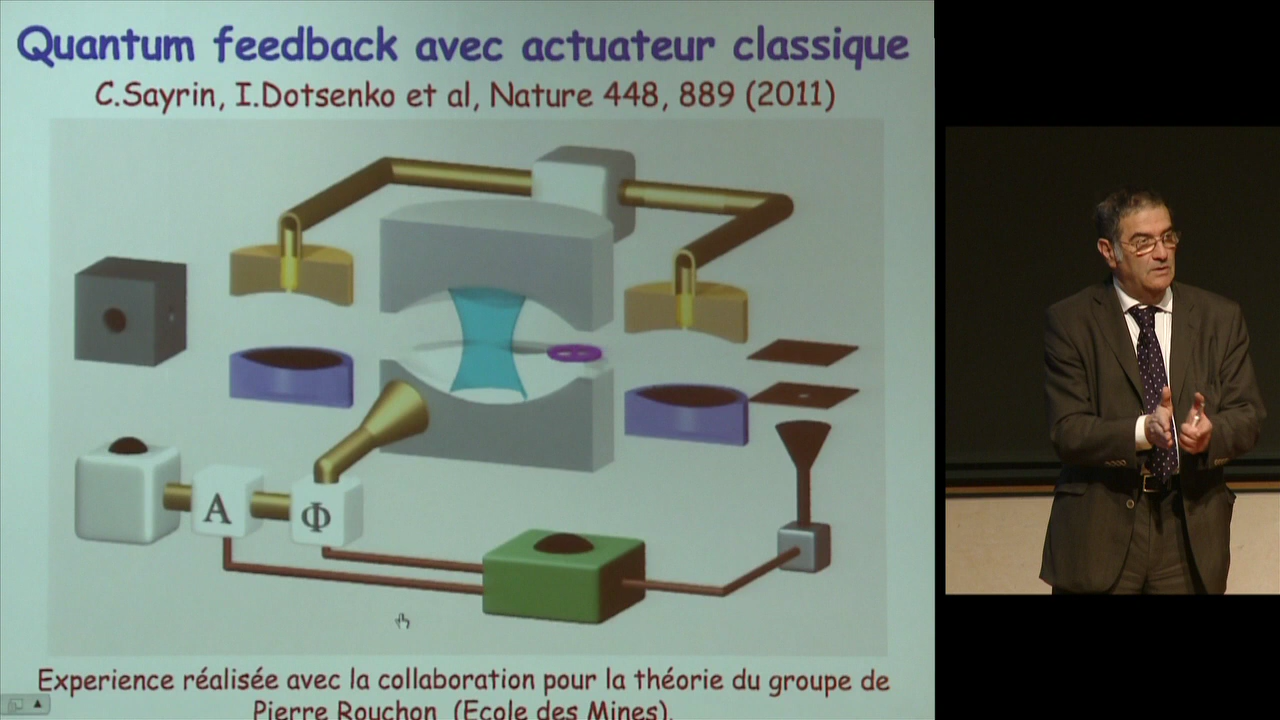 Quantum feedback avec actuateur classique
C.Sayrin, I.Dotsenko et al, Nature 448, 889 (2011)
A
Φ
Experience réalisée avec la collaboration pour la théorie du groupe de
Pierre Rouchon (Ecole des Mines).